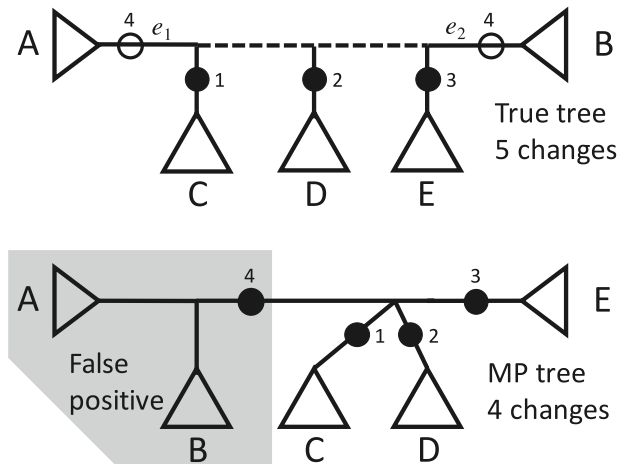 4 e₁ e₂ 4
A B
1 2 3
True tree
5 changes
C D E
4 3
A E
False
positive
1 2
MP tree
4 changes
B C D